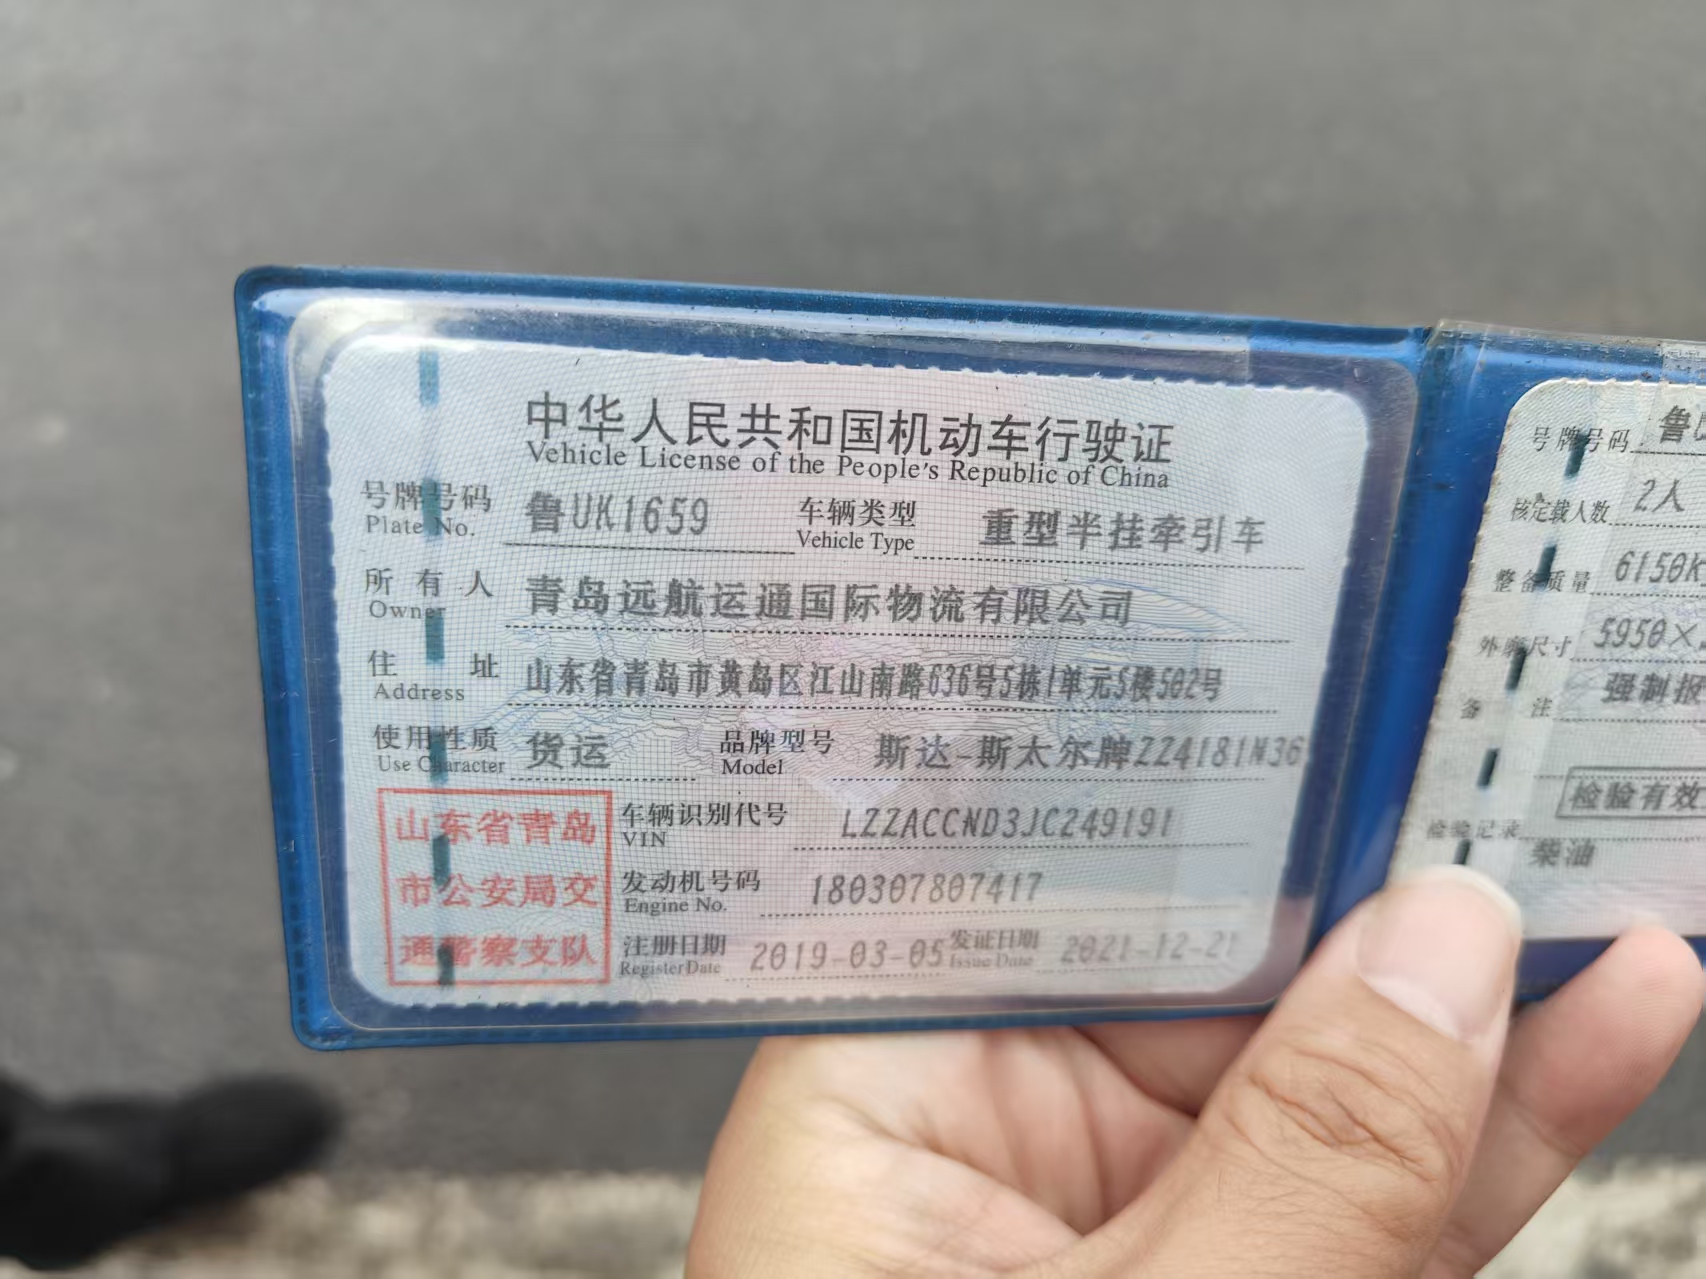 中华人民共和国机动车行驶证
Vehicle License of the People's Republic of China
号牌号码 鲁UK1659 车辆类型 重型半挂牵引车
Plate No. Vehicle Type
所有人 青岛远航运通国际物流有限公司
Owner
住址 山东省青岛市黄岛区江山南路636号5栋1单元5楼502号
Address
使用性质 货运 品牌型号 斯达-斯太尔牌ZZ4181N36
Use Character Model
山东省青岛
市公安局交
通警察支队
车辆识别代号 LZZACCND3JC249191
VIN
发动机号码 180307807417
Engine No.
注册日期 2019-03-05 发证日期 2021-12-21
Register Date Issue Date
号牌号码 鲁
核定载人数 2人
整备质量 6150K
外廓尺寸 5950×
备注 强制报
检验有效
检验记录
柴油